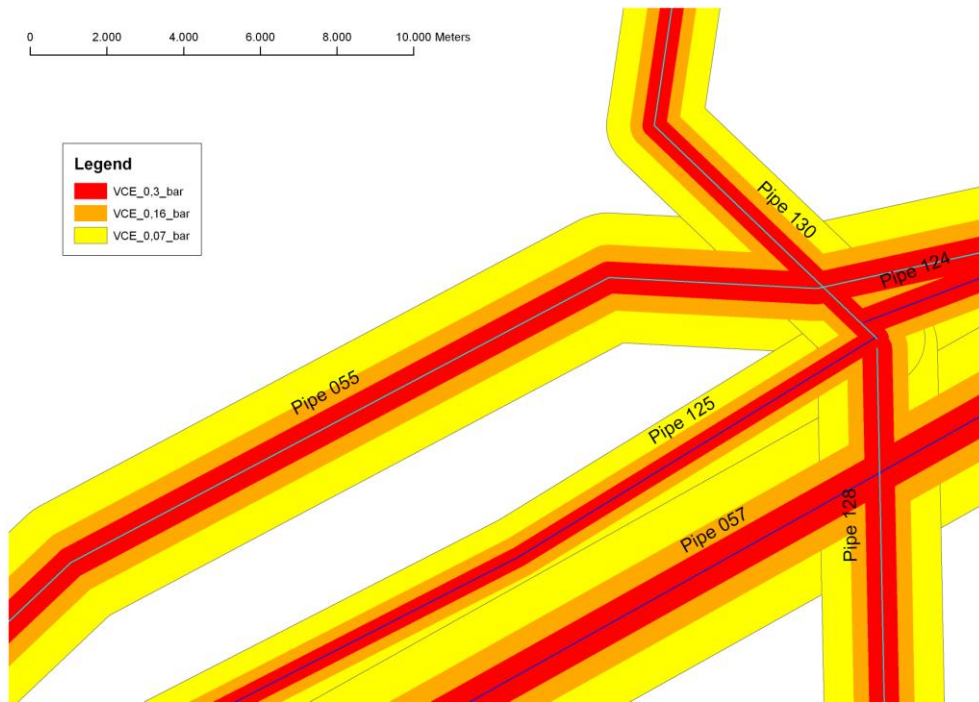 0 2.000 4.000 6.000 8.000 10.000 Meters
Legend
VCE_0,3_bar
VCE_0,16_bar
VCE_0,07_bar
Pipe 130
Pipe 124
Pipe 055
Pipe 125
Pipe 057
Pipe 128